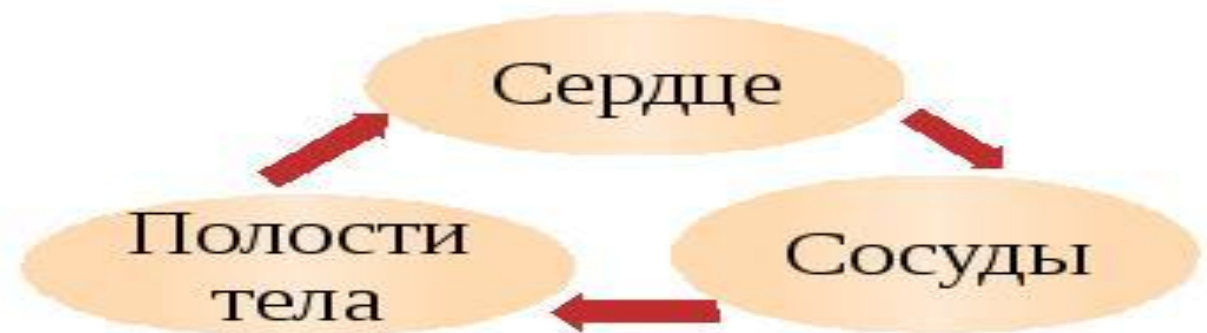 Сердце
Сосуды
Полости
тела